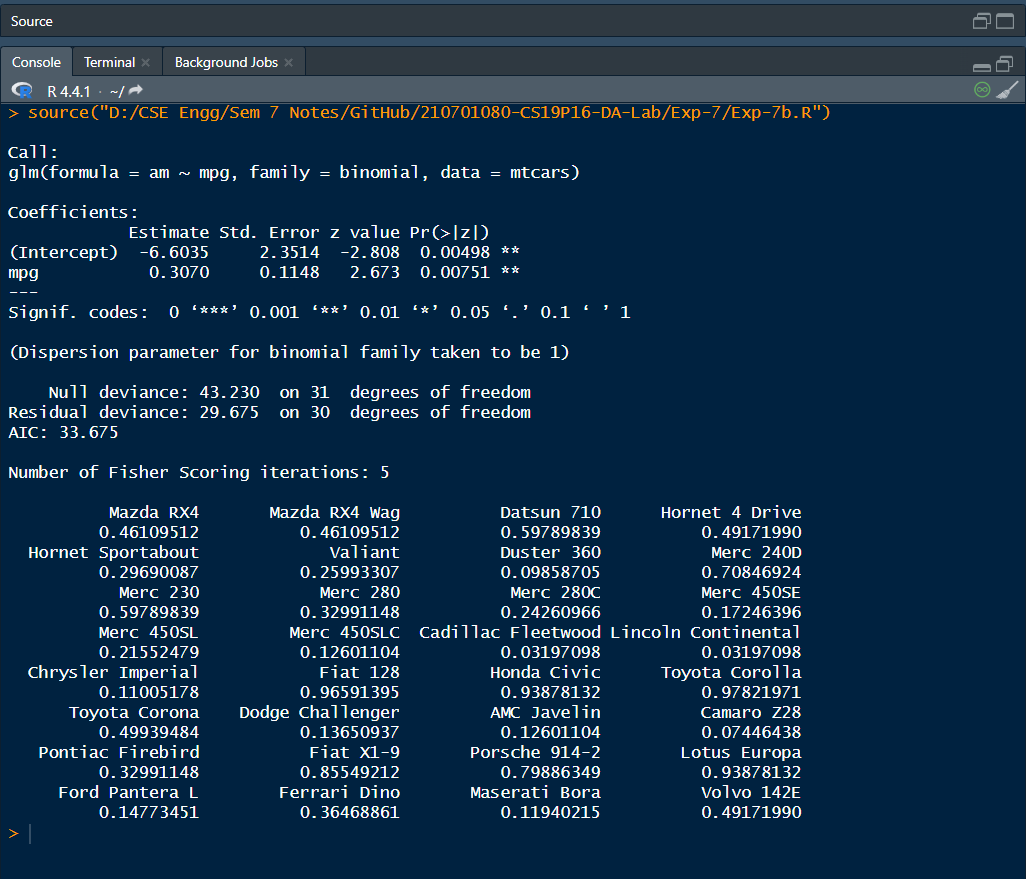 Source
Console Terminal Background Jobs
R 4.4.1 · ~/
> source("D:/CSE Engg/Sem 7 Notes/GitHub/210701080-CS19P16-DA-Lab/Exp-7/Exp-7b.R")
Call:
glm(formula = am ~ mpg, family = binomial, data = mtcars)
Coefficients:
            Estimate Std. Error z value Pr(>|z|)
(Intercept)  -6.6035     2.3514  -2.808  0.00498 **
mpg           0.3070     0.1148   2.673  0.00751 **
---
Signif. codes:  0 ‘***’ 0.001 ‘**’ 0.01 ‘*’ 0.05 ‘.’ 0.1 ‘ ’ 1
(Dispersion parameter for binomial family taken to be 1)
    Null deviance: 43.230  on 31  degrees of freedom
Residual deviance: 29.675  on 30  degrees of freedom
AIC: 33.675
Number of Fisher Scoring iterations: 5
          Mazda RX4       Mazda RX4 Wag          Datsun 710      Hornet 4 Drive
         0.46109512          0.46109512          0.59789839          0.49171990
  Hornet Sportabout             Valiant          Duster 360           Merc 240D
         0.29690087          0.25993307          0.09858705          0.70846924
           Merc 230            Merc 280           Merc 280C          Merc 450SE
         0.59789839          0.32991148          0.24260966          0.17246396
         Merc 450SL         Merc 450SLC  Cadillac Fleetwood Lincoln Continental
         0.21552479          0.12601104          0.03197098          0.03197098
  Chrysler Imperial            Fiat 128         Honda Civic      Toyota Corolla
         0.11005178          0.96591395          0.93878132          0.97821971
      Toyota Corona    Dodge Challenger         AMC Javelin          Camaro Z28
         0.49939484          0.13650937          0.12601104          0.07446438
   Pontiac Firebird           Fiat X1-9       Porsche 914-2        Lotus Europa
         0.32991148          0.85549212          0.79886349          0.93878132
     Ford Pantera L        Ferrari Dino       Maserati Bora          Volvo 142E
         0.14773451          0.36468861          0.11940215          0.49171990
>